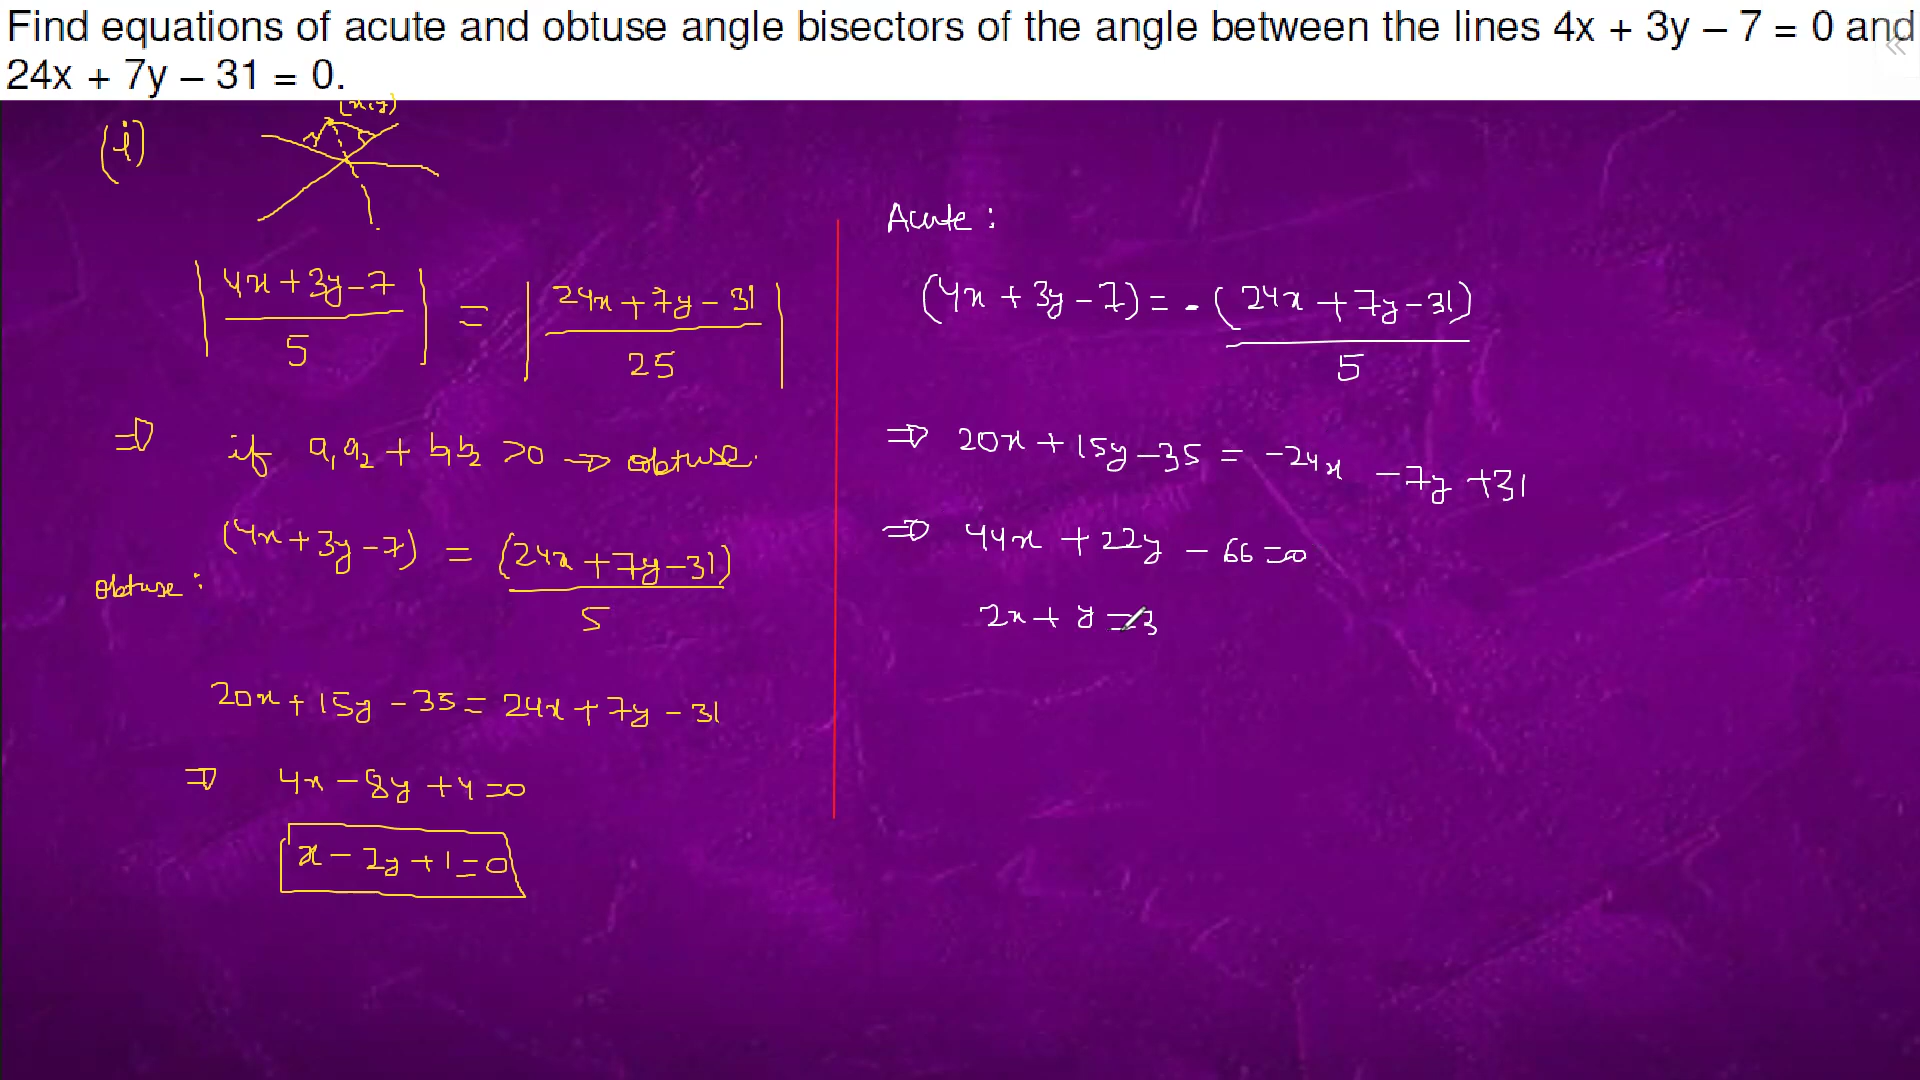 Find equations of acute and obtuse angle bisectors of the angle between the lines 4x + 3y – 7 = 0 and
24x + 7y – 31 = 0.
(i)
(x,y)
|4x+3y-7 / 5| = |24x+7y-31 / 25|
⇒ if a₁a₂ + b₁b₂ >0 → obtuse.
obtuse: (4x+3y-7) = (24x+7y-31) / 5
20x+15y-35=24x+7y-31
⇒ 4x-8y+4=0
x-2y+1=0
Acute:
(4x+3y-7)=-(24x+7y-31) / 5
⇒ 20x+15y-35=-24x-7y+31
⇒ 44x+22y-66=0
2x+y=3